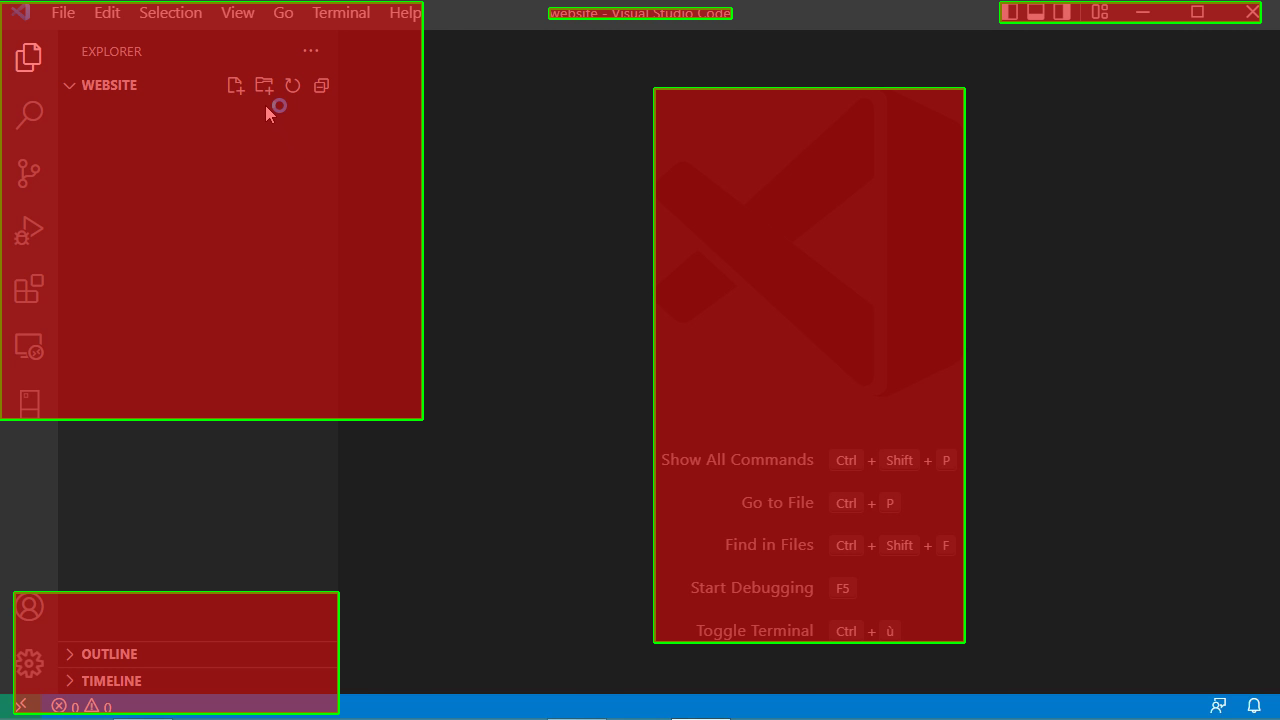 File Edit Selection View Go Terminal Help
website - Visual Studio Code
EXPLORER
WEBSITE
Show All Commands Ctrl + Shift + P
Go to File Ctrl + P
Find in Files Ctrl + Shift + F
Start Debugging F5
Toggle Terminal Ctrl + ù
OUTLINE
TIMELINE
0 0